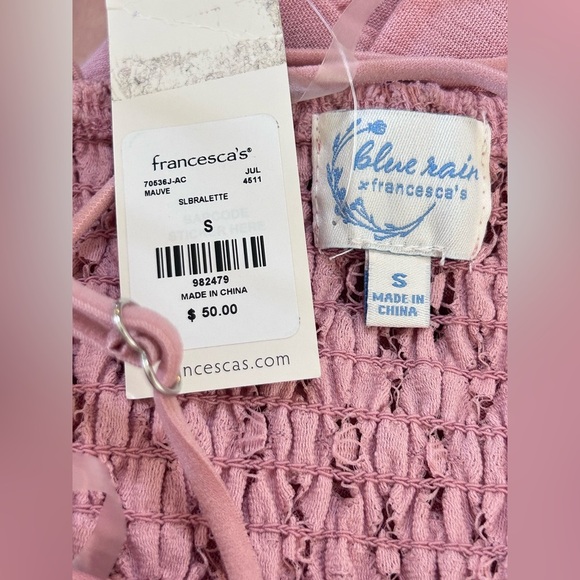 francesca's®
70536J-AC JUL
MAUVE 4511
SLBRALETTE
S
982479
MADE IN CHINA
$ 50.00
ncescas.com
blue rain
x francesca's
S
MADE IN
CHINA